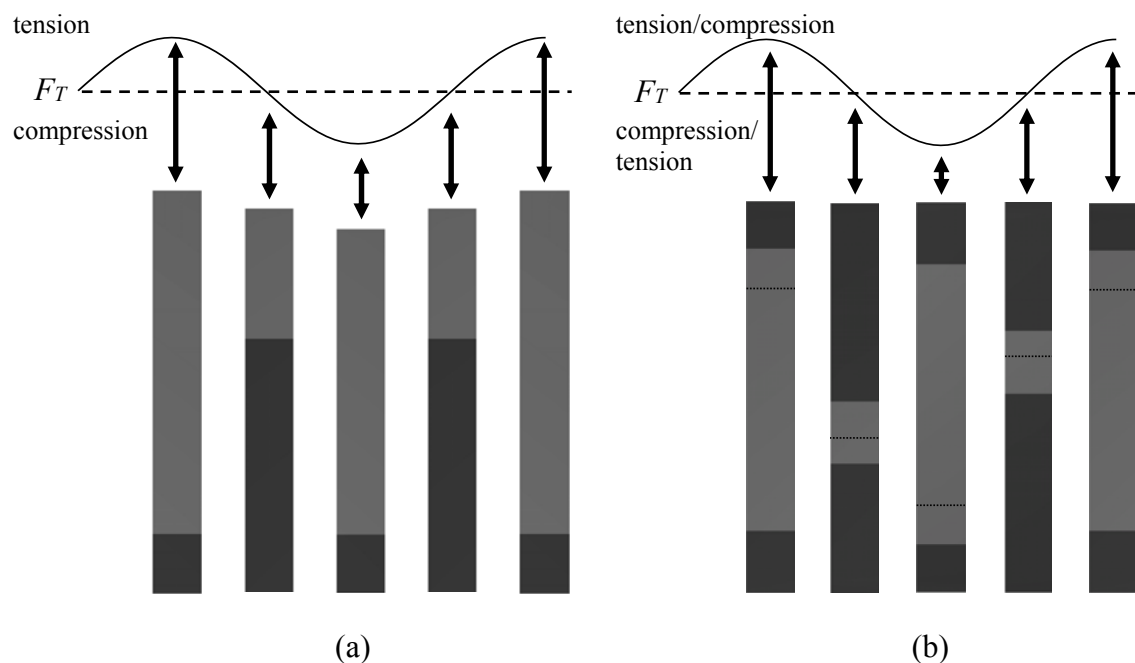 tension
F_T
compression
(a)
tension/compression
F_T
compression/
tension
(b)